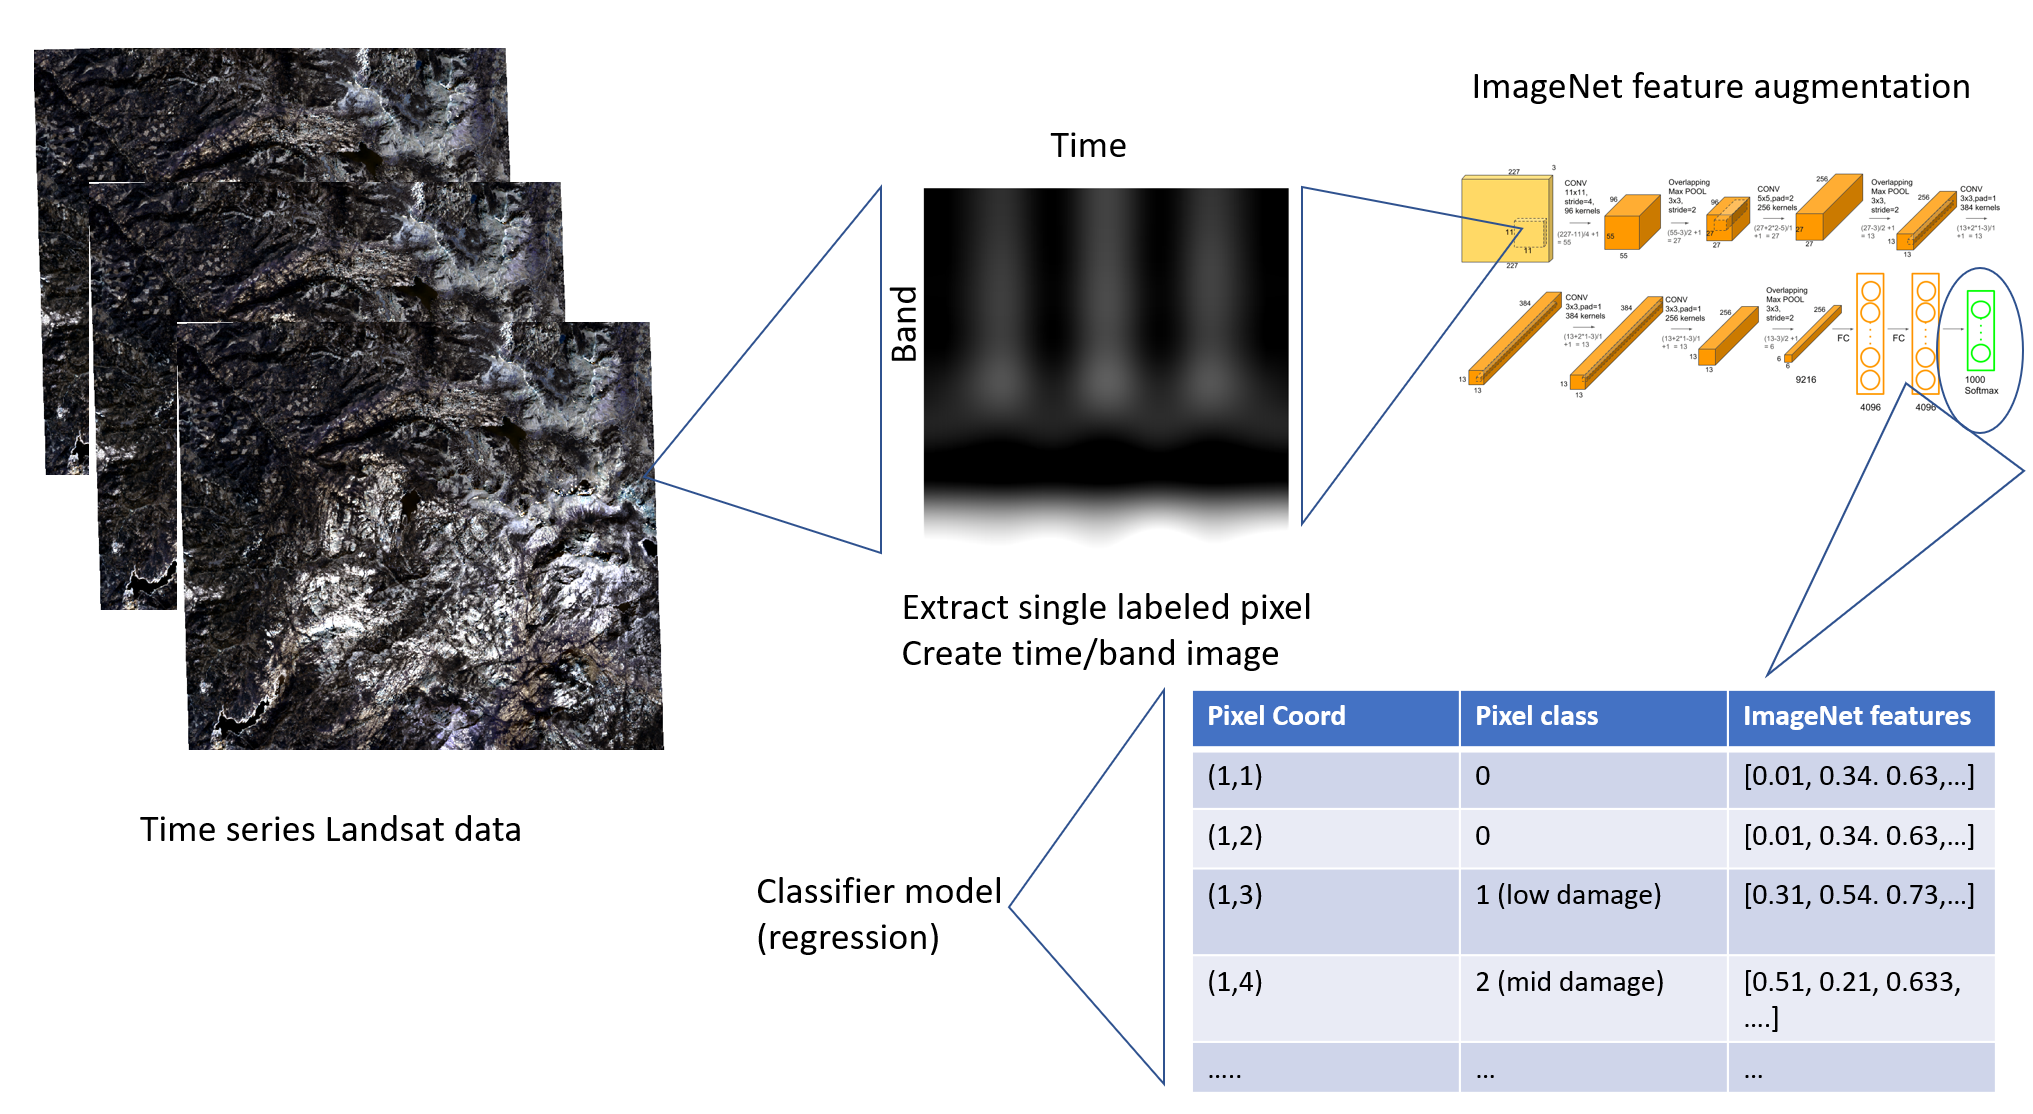 ImageNet feature augmentation
Time
Band
227
3
227
11
11
CONV
11x11,
stride=4,
96 kernels
(227-11)/4 +1
= 55
96
55
55
Overlapping
Max POOL
3x3,
stride=2
(55-3)/2 +1
= 27
96
27
27
CONV
5x5,pad=2
256 kernels
(27+2*2-5)/1
+1 = 27
256
27
27
Overlapping
Max POOL
3x3,
stride=2
(27-3)/2 +1
= 13
256
13
13
CONV
3x3,pad=1
384 kernels
(13+2*1-3)/1
+1 = 13
384
13
13
CONV
3x3,pad=1
384 kernels
(13+2*1-3)/1
+1 = 13
384
13
13
CONV
3x3,pad=1
256 kernels
(13+2*1-3)/1
+1 = 13
256
13
13
Overlapping
Max POOL
3x3,
stride=2
(13-3)/2 +1
= 6
256
6
6
9216
FC
4096
FC
4096
1000
Softmax
Extract single labeled pixel
Create time/band image
Time series Landsat data
Classifier model
(regression)
Pixel Coord Pixel class ImageNet features
(1,1) 0 [0.01, 0.34. 0.63,...]
(1,2) 0 [0.01, 0.34. 0.63,...]
(1,3) 1 (low damage) [0.31, 0.54. 0.73,...]
(1,4) 2 (mid damage) [0.51, 0.21, 0.633,
....]
..... ... ...